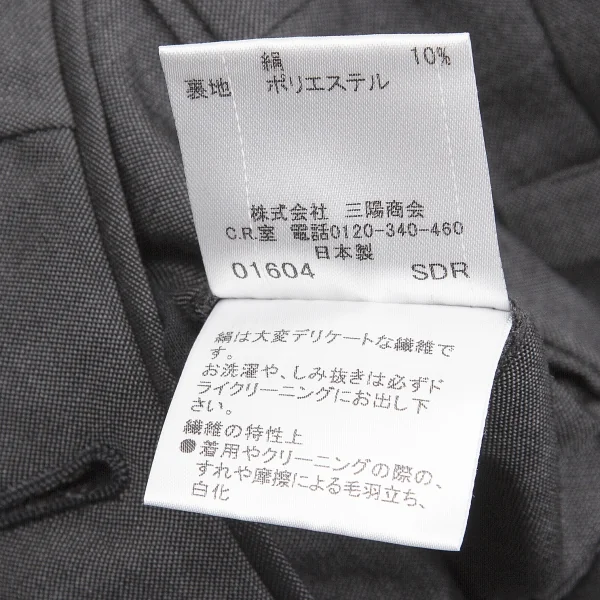 絹 10%
裏地 ポリエステル
株式会社 三陽商会
C.R.室 電話0120-340-460
日本製
01604 SDR
絹は大変デリケートな繊維で
す。
お洗濯や、しみ抜きは必ずド
ライクリーニングにお出し下
さい。
繊維の特性上
●着用やクリーニングの際の、
すれや摩擦による毛羽立ち、
白化